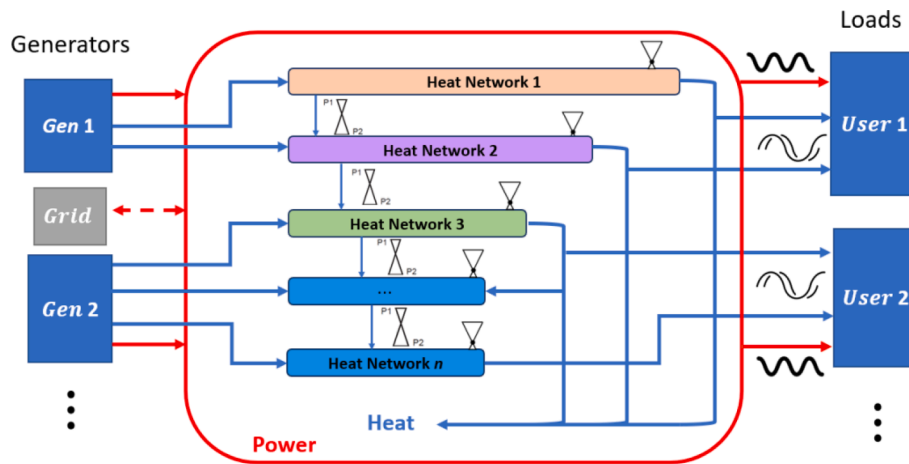 Generators
Loads
Gen 1
Heat Network 1
User 1
P1
P2
Heat Network 2
P1
P2
Grid
Heat Network 3
P1
P2
Gen 2
...
User 2
P1
P2
Heat Network n
Heat
Power